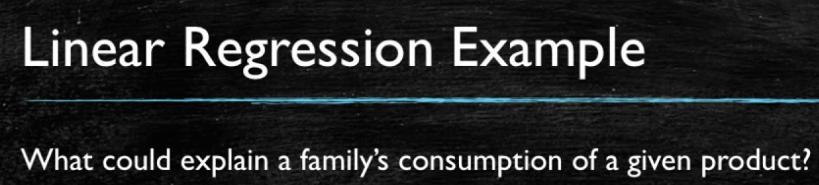 Linear Regression Example
What could explain a family's consumption of a given product?